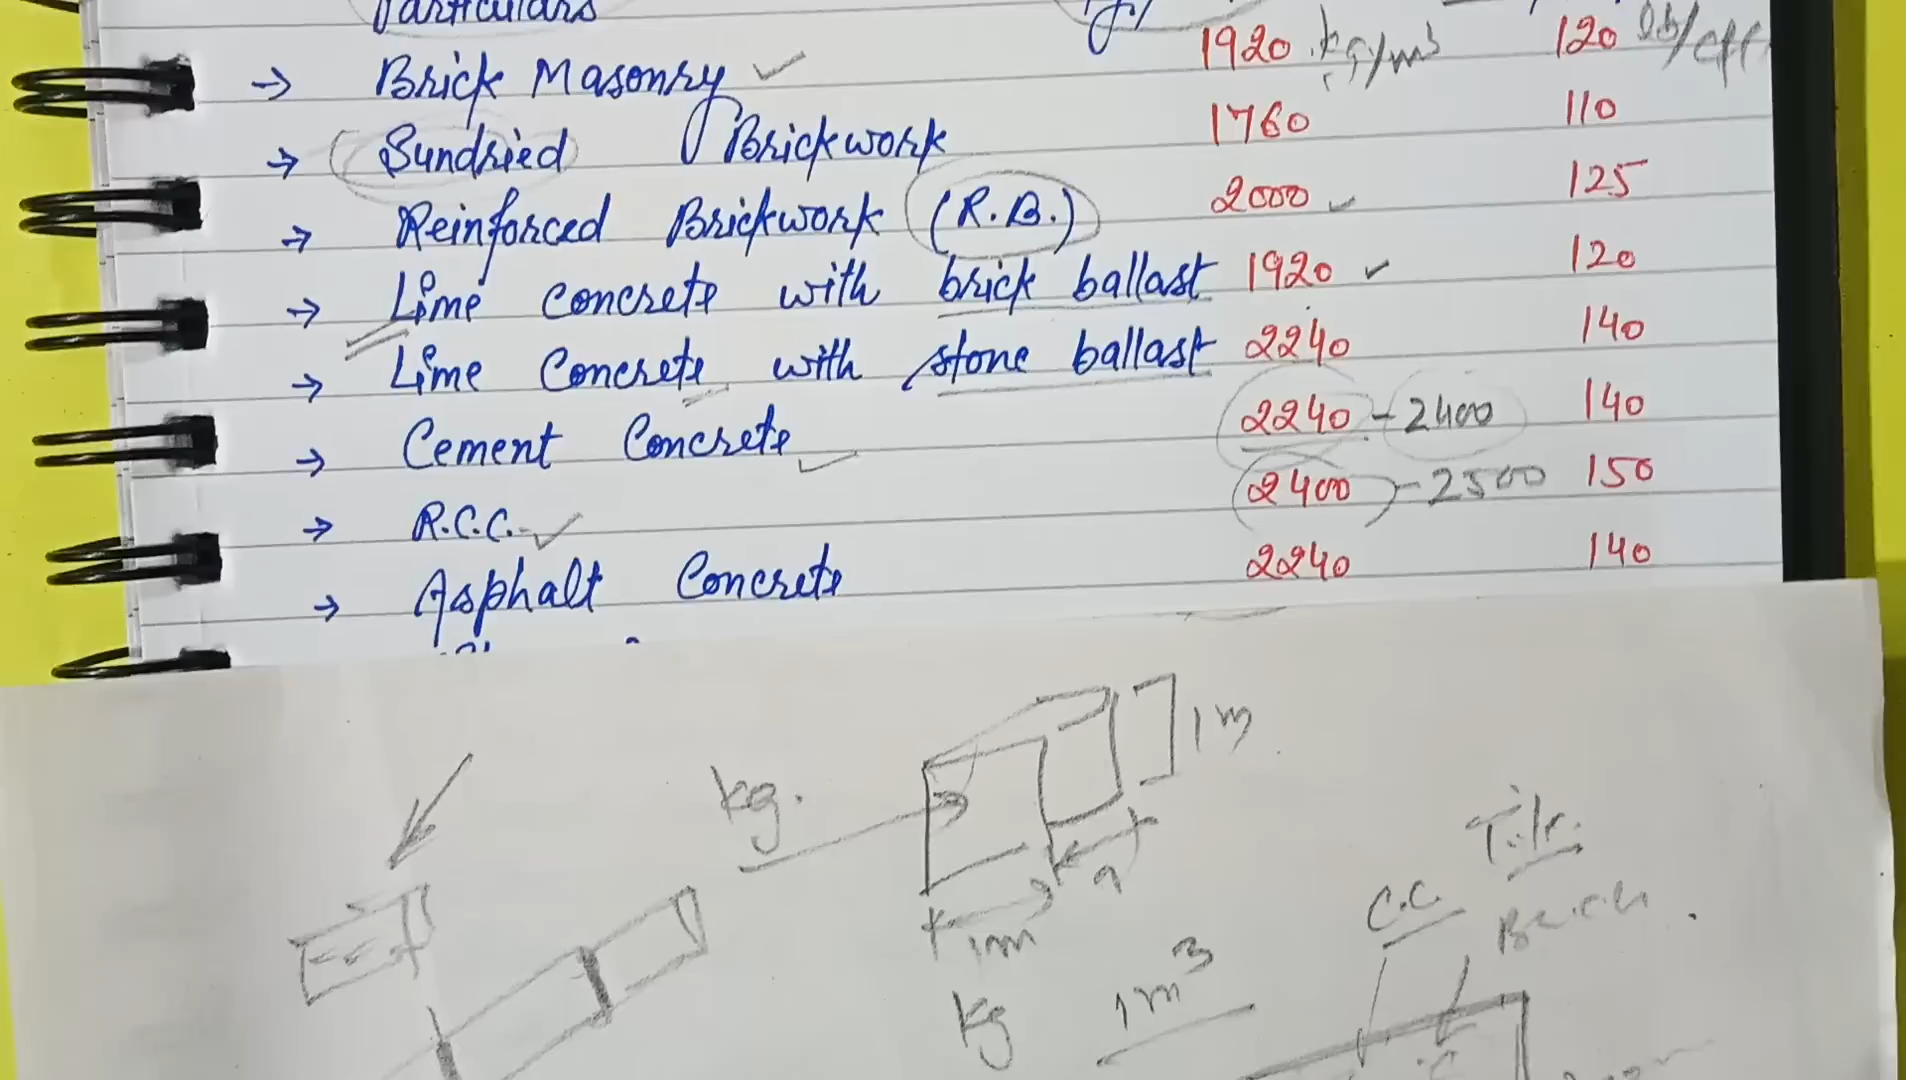 Particulars
→ Brick Masonry ✓ 1920 kg/m³ 120 lb/cft
→ (Sundried) Brickwork 1760 110
→ Reinforced Brickwork (R.B.) 2000 ✓ 125
→ Lime concrete with brick ballast 1920 ✓ 120
→ Lime Concrete with stone ballast 2240 140
→ Cement Concrete ✓ 2240 - 2400 140
→ R.C.C. ✓ 2400 - 2500 150
→ Asphalt Concrete 2240 140
1m
kg.
1m
Tile
C.C.
Brick
1m³
kg